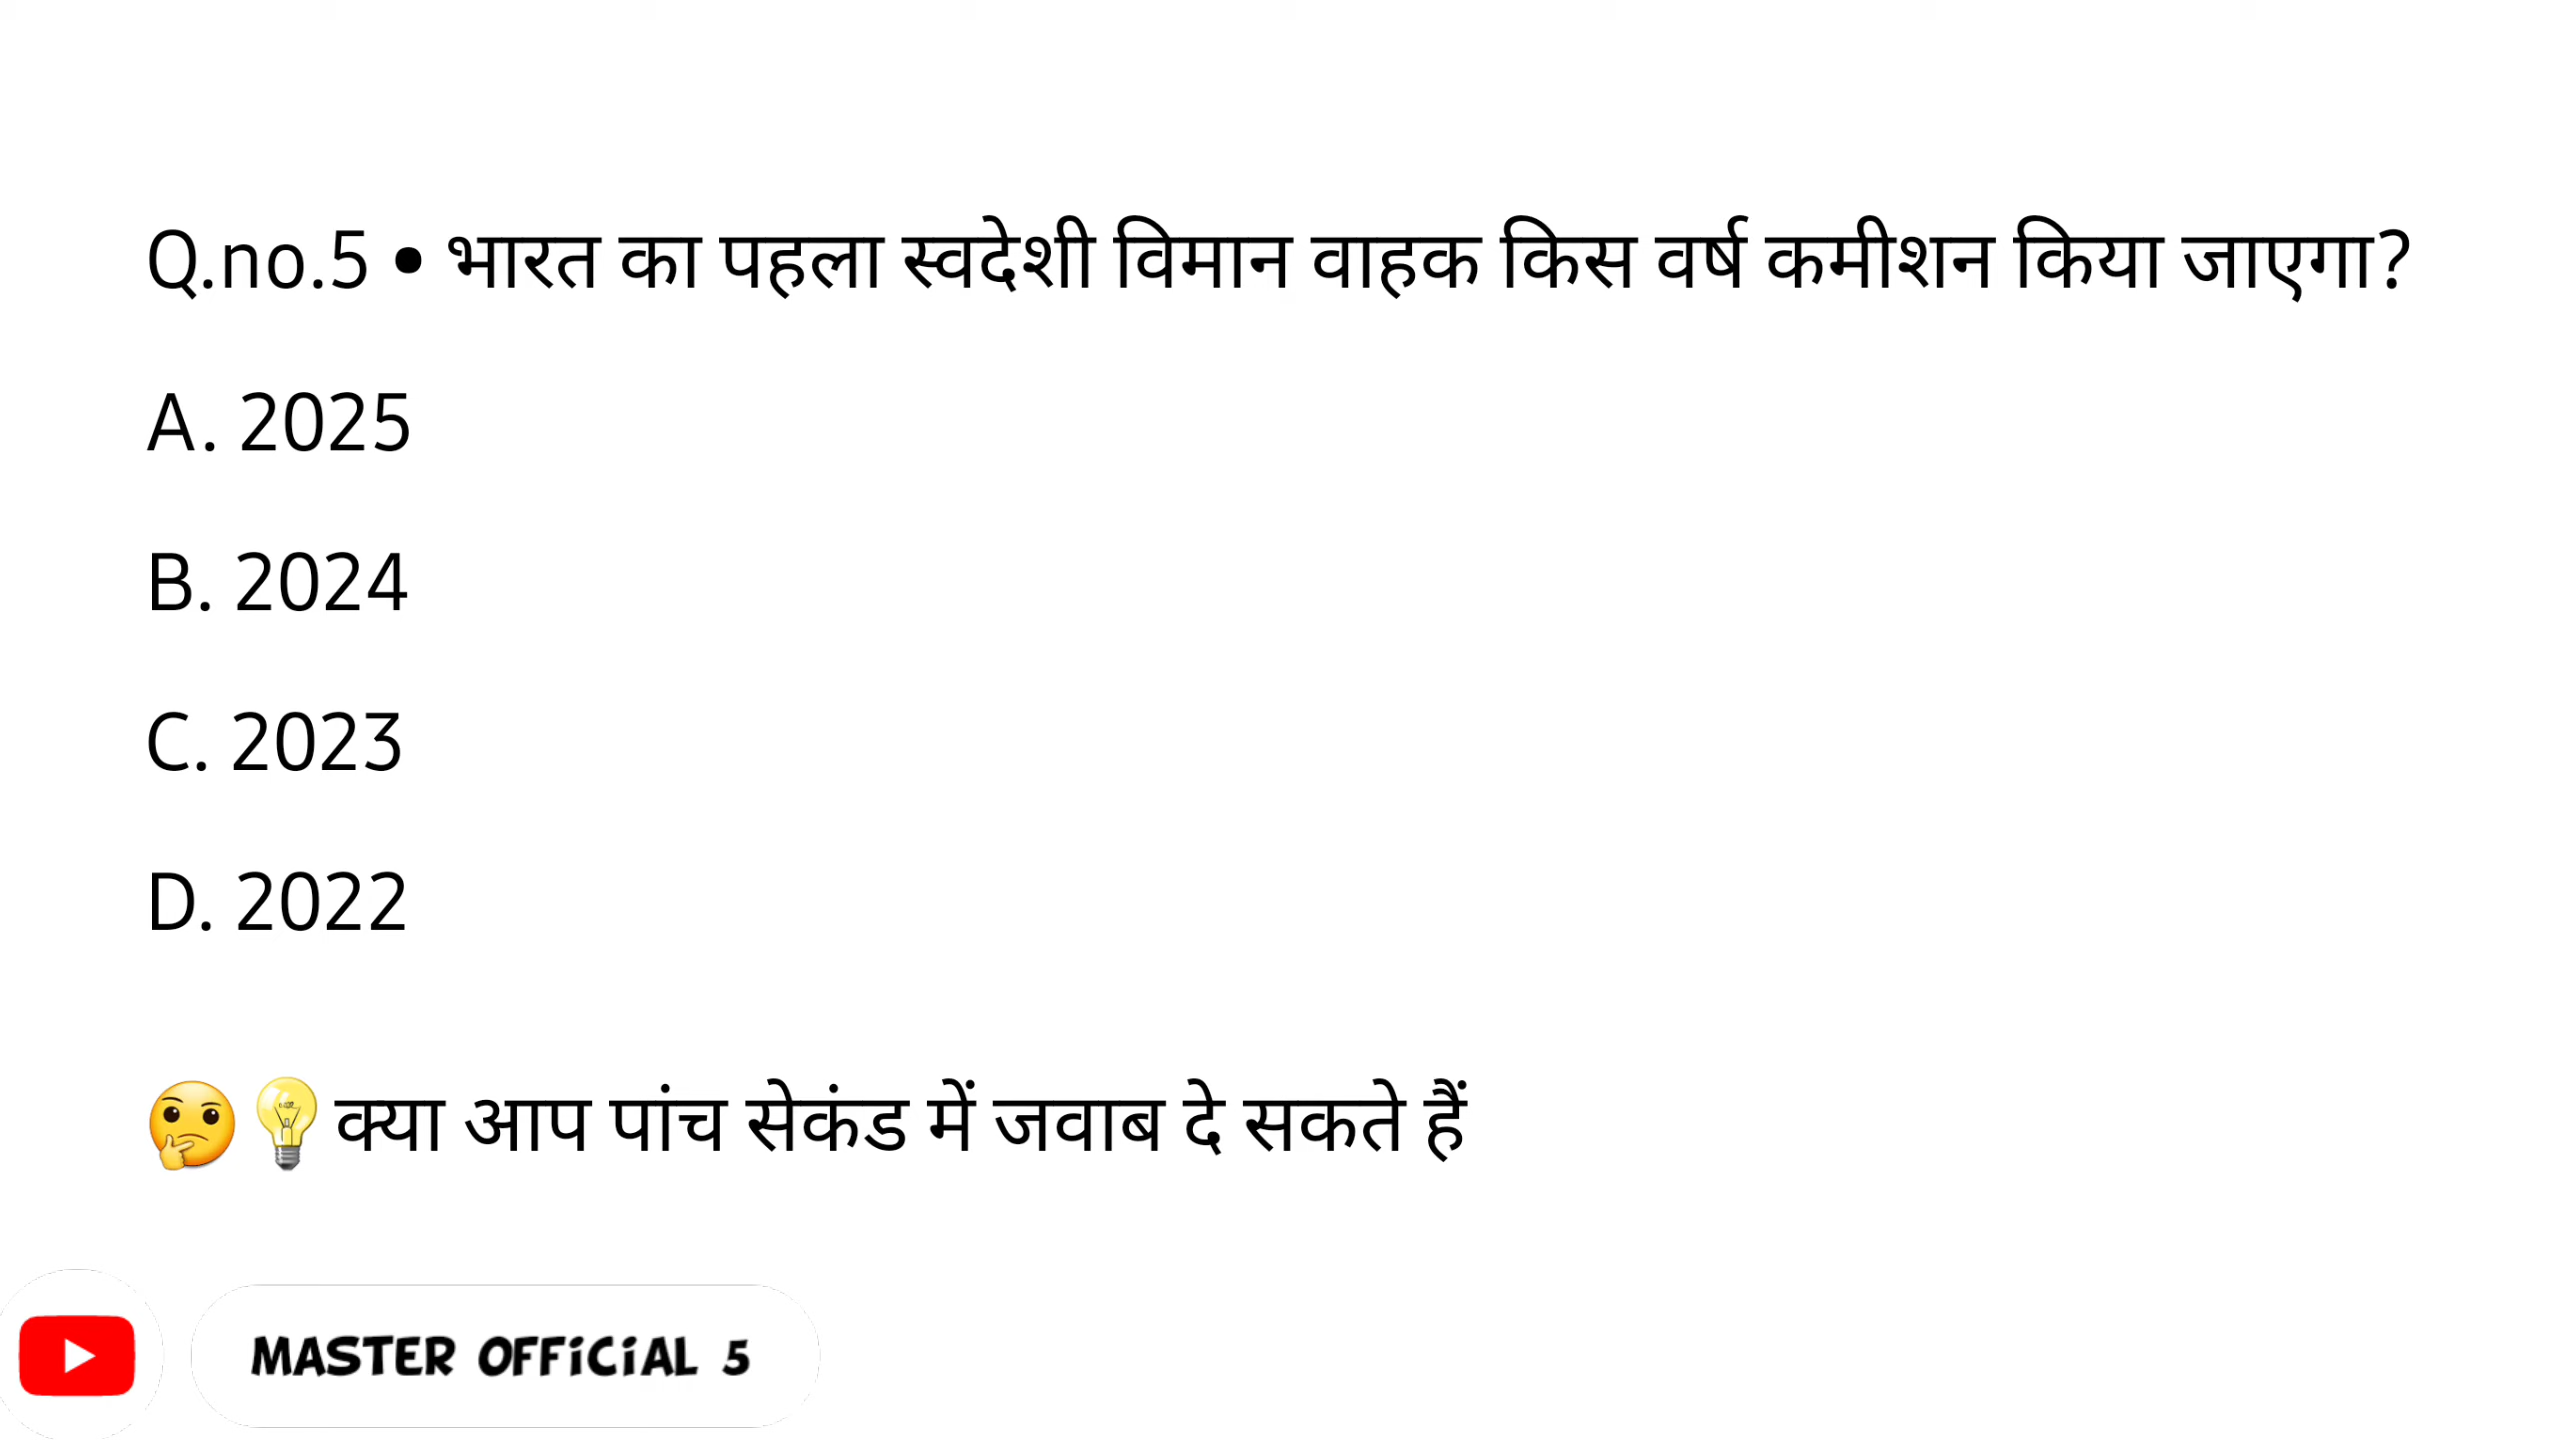 Q.no.5 • भारत का पहला स्वदेशी विमान वाहक किस वर्ष कमीशन किया जाएगा?
A. 2025
B. 2024
C. 2023
D. 2022
🤔💡क्या आप पांच सेकंड में जवाब दे सकते हैं
MASTER OFFiCiAL 5